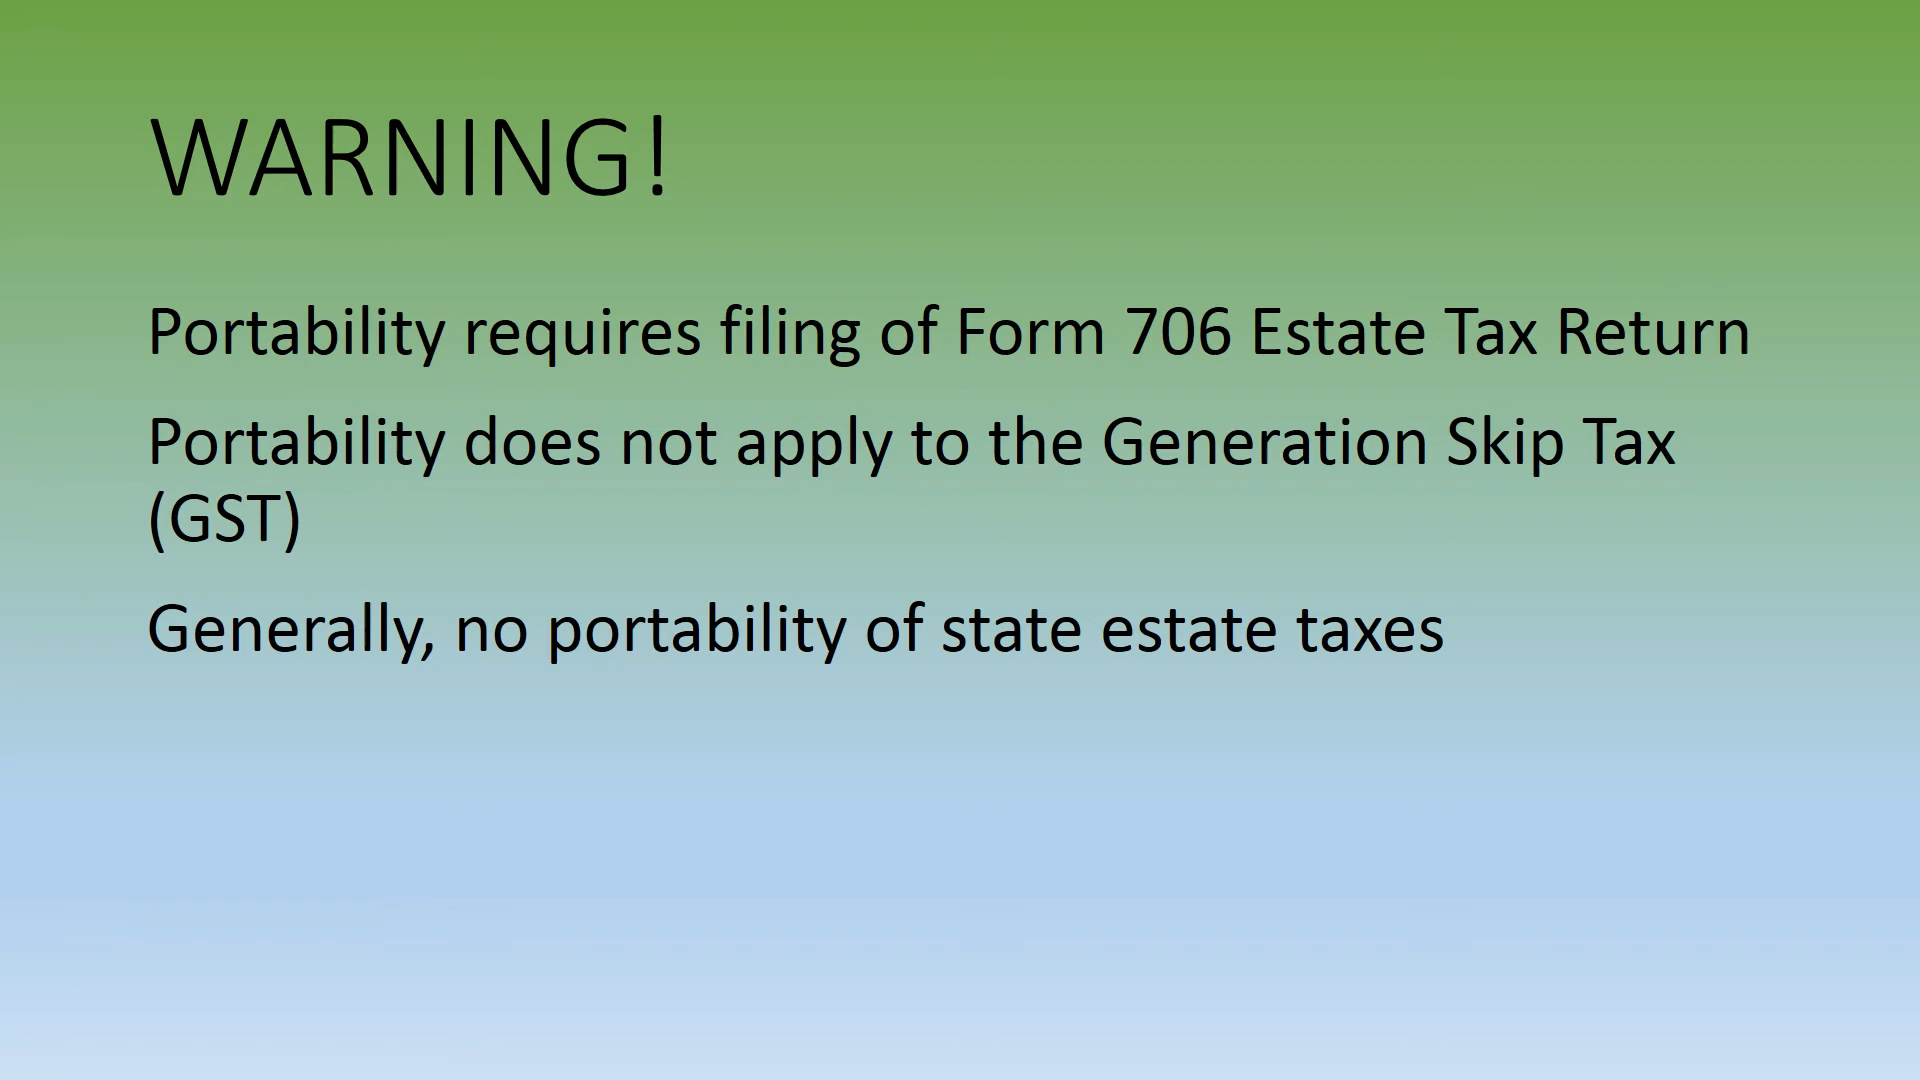 WARNING!
Portability requires filing of Form 706 Estate Tax Return
Portability does not apply to the Generation Skip Tax
(GST)
Generally, no portability of state estate taxes